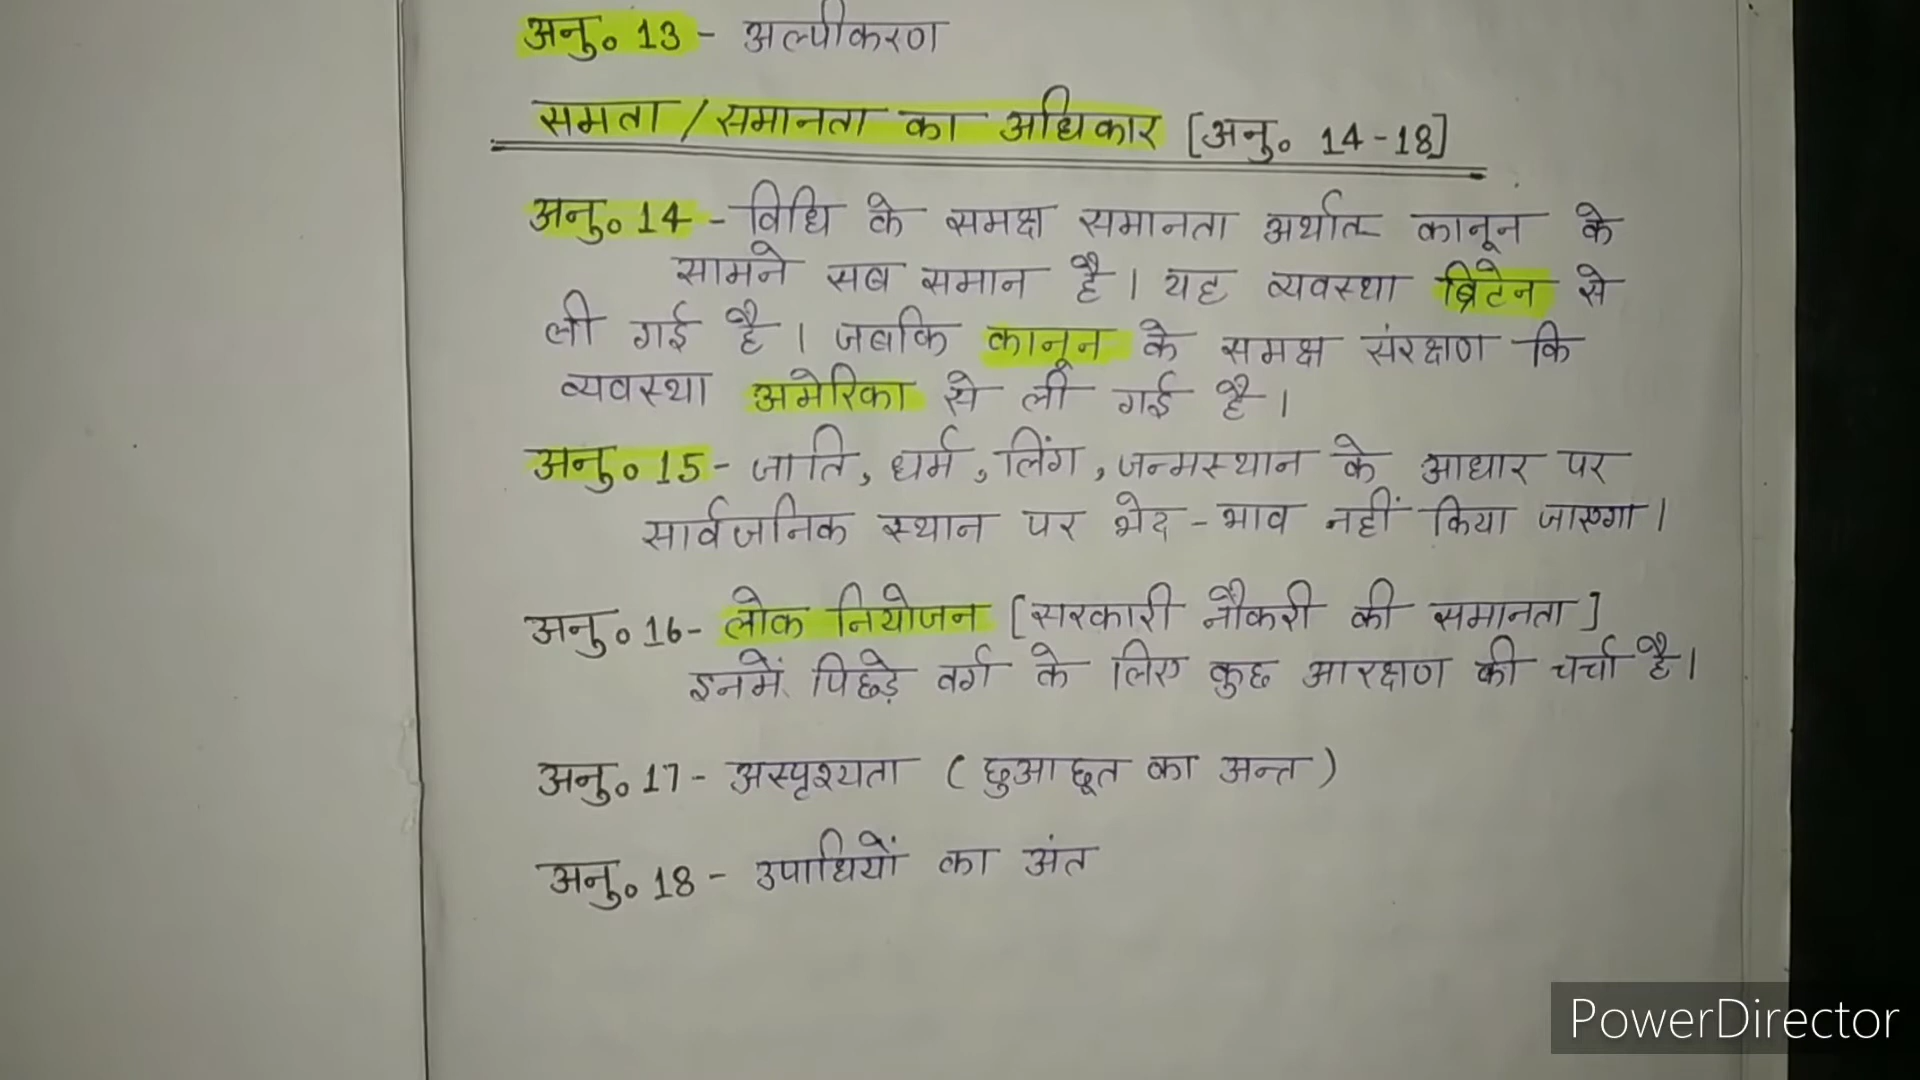 अनु० 13 - अल्पीकरण
समता / समानता का अधिकार [अनु० 14-18]
अनु० 14 - विधि के समक्ष समानता अर्थात कानून के
सामने सब समान है। यह व्यवस्था ब्रिटेन से
ली गई है। जबकि कानून के समक्ष संरक्षण कि
व्यवस्था अमेरिका से ली गई है।
अनु० 15 - जाति, धर्म, लिंग, जन्मस्थान के आधार पर
सार्वजनिक स्थान पर भेद-भाव नहीं किया जाएगा।
अनु० 16 - लोक नियोजन [सरकारी नौकरी की समानता]
इनमें पिछड़े वर्ग के लिए कुछ आरक्षण की चर्चा है।
अनु० 17 - अस्पृश्यता (छुआछूत का अन्त)
अनु० 18 - उपाधियों का अंत
PowerDirector